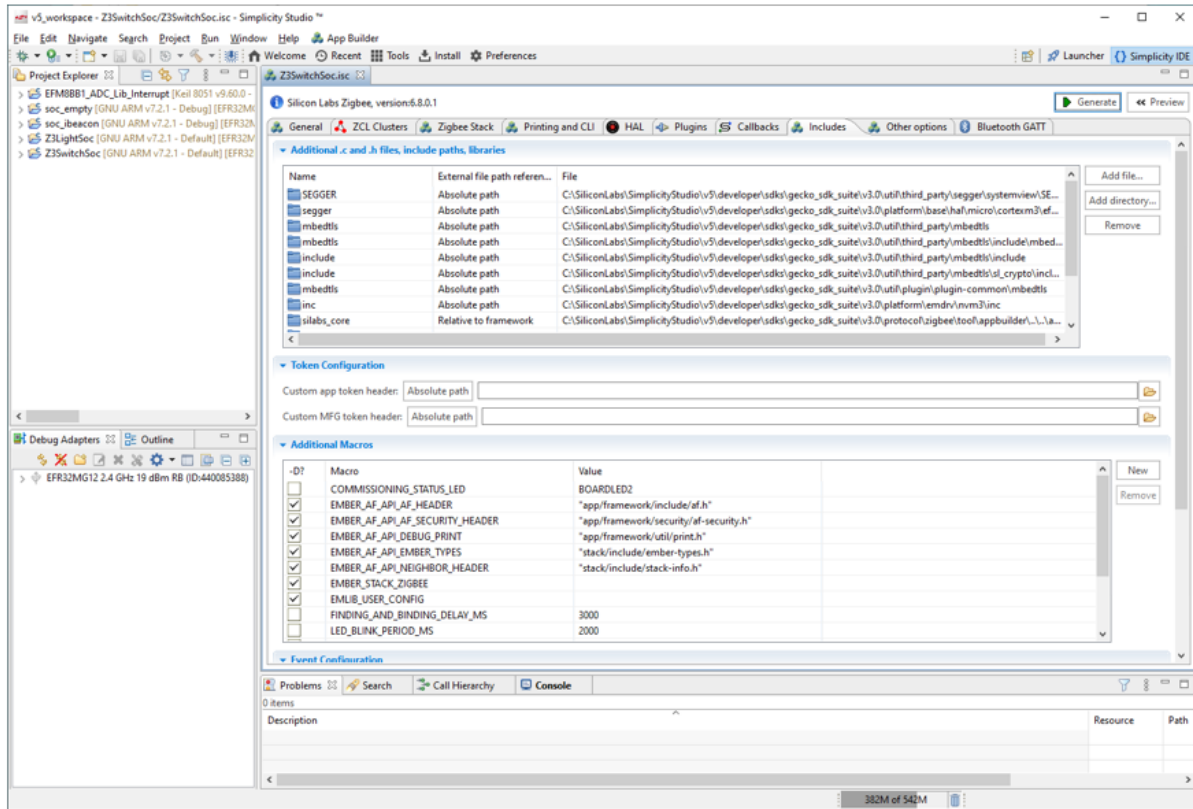 v5_workspace - Z3SwitchSoc/Z3SwitchSoc.isc - Simplicity Studio ™
File Edit Navigate Search Project Run Window Help App Builder
Welcome Recent Tools Install Preferences Launcher {} Simplicity IDE
Project Explorer
EFM8BB1_ADC_Lib_Interrupt [Keil 8051 v9.60.0 -
soc_empty [GNU ARM v7.2.1 - Debug] [EFR32M
soc_ibeacon [GNU ARM v7.2.1 - Debug] [EFR32M
Z3LightSoc [GNU ARM v7.2.1 - Default] [EFR32M
Z3SwitchSoc [GNU ARM v7.2.1 - Default] [EFR32
Debug Adapters Outline
EFR32MG12 2.4 GHz 19 dBm RB (ID:440085388)
Z3SwitchSoc.isc
Silicon Labs Zigbee, version:6.8.0.1 Generate Preview
General ZCL Clusters Zigbee Stack Printing and CLI HAL Plugins Callbacks Includes Other options Bluetooth GATT
Additional .c and .h files, include paths, libraries
Name External file path referen... File Add file...
SEGGER Absolute path C:\SiliconLabs\SimplicityStudio\v5\developer\sdks\gecko_sdk_suite\v3.0\util\third_party\segger\systemview\SE...
Add directory...
segger Absolute path C:\SiliconLabs\SimplicityStudio\v5\developer\sdks\gecko_sdk_suite\v3.0\platform\base\hal\micro\cortexm3\ef...
mbedtls Absolute path C:\SiliconLabs\SimplicityStudio\v5\developer\sdks\gecko_sdk_suite\v3.0\util\third_party\mbedtls Remove
mbedtls Absolute path C:\SiliconLabs\SimplicityStudio\v5\developer\sdks\gecko_sdk_suite\v3.0\util\third_party\mbedtls\include\mbed...
include Absolute path C:\SiliconLabs\SimplicityStudio\v5\developer\sdks\gecko_sdk_suite\v3.0\util\third_party\mbedtls\include
include Absolute path C:\SiliconLabs\SimplicityStudio\v5\developer\sdks\gecko_sdk_suite\v3.0\util\third_party\mbedtls\sl_crypto\incl...
mbedtls Absolute path C:\SiliconLabs\SimplicityStudio\v5\developer\sdks\gecko_sdk_suite\v3.0\util\plugin\plugin-common\mbedtls
inc Absolute path C:\SiliconLabs\SimplicityStudio\v5\developer\sdks\gecko_sdk_suite\v3.0\platform\emdrv\nvm3\inc
silabs_core Relative to framework C:\SiliconLabs\SimplicityStudio\v5\developer\sdks\gecko_sdk_suite\v3.0\protocol\zigbee\tool\appbuilder\..\..\a...
Token Configuration
Custom app token header: Absolute path
Custom MFG token header: Absolute path
Additional Macros
-D? Macro Value New
COMMISSIONING_STATUS_LED BOARDLED2
EMBER_AF_API_AF_HEADER "app/framework/include/af.h" Remove
EMBER_AF_API_AF_SECURITY_HEADER "app/framework/security/af-security.h"
EMBER_AF_API_DEBUG_PRINT "app/framework/util/print.h"
EMBER_AF_API_EMBER_TYPES "stack/include/ember-types.h"
EMBER_AF_API_NEIGHBOR_HEADER "stack/include/stack-info.h"
EMBER_STACK_ZIGBEE
EMLIB_USER_CONFIG
FINDING_AND_BINDING_DELAY_MS 3000
LED_BLINK_PERIOD_MS 2000
Event Configuration
Problems Search Call Hierarchy Console
0 items
Description Resource Path
382M of 542M